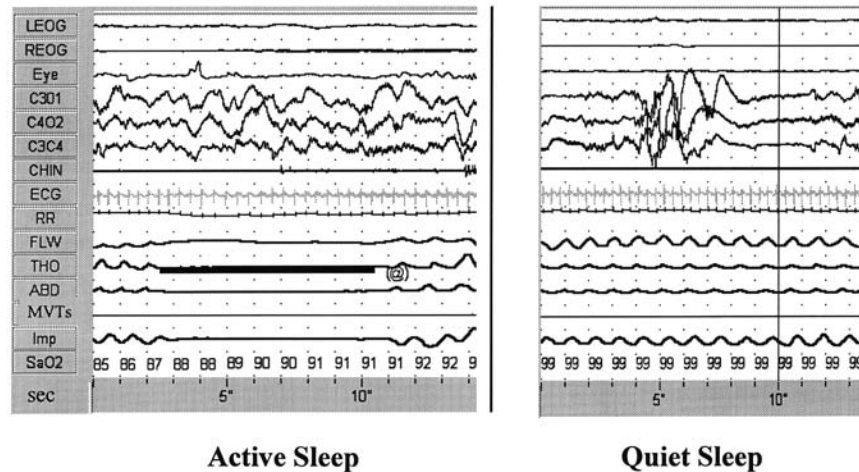 LEOG
REOG
Eye
C3O1
C4O2
C3C4
CHIN
ECG
RR
FLW
THO
(@)
ABD
MVTs
Imp
SaO2 85 86 87 88 88 89 90 90 91 91 91 91 92 92 9
99 99 99 99 99 99 99 99 99 99 99 99 99 99
sec 5" 10"
5" 10"
Active Sleep
Quiet Sleep